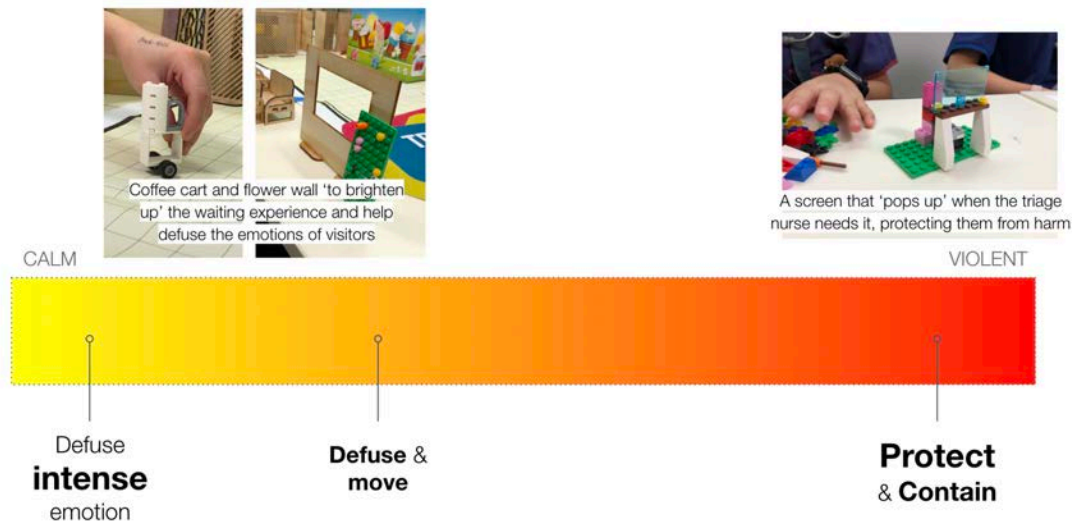 Coffee cart and flower wall ‘to brighten
up’ the waiting experience and help
defuse the emotions of visitors
A screen that ‘pops up’ when the triage
nurse needs it, protecting them from harm
CALM
VIOLENT
Defuse
intense
emotion
Defuse &
move
Protect
& Contain